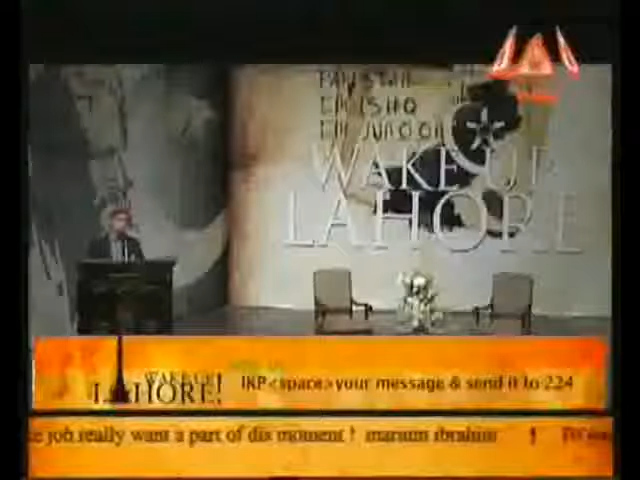 WAKE UP
LAHORE
WAKE UP
LAHORE!
IKP<space>your message & send it to 224
ce job really want a part of dis moment ! marium ibrahim !